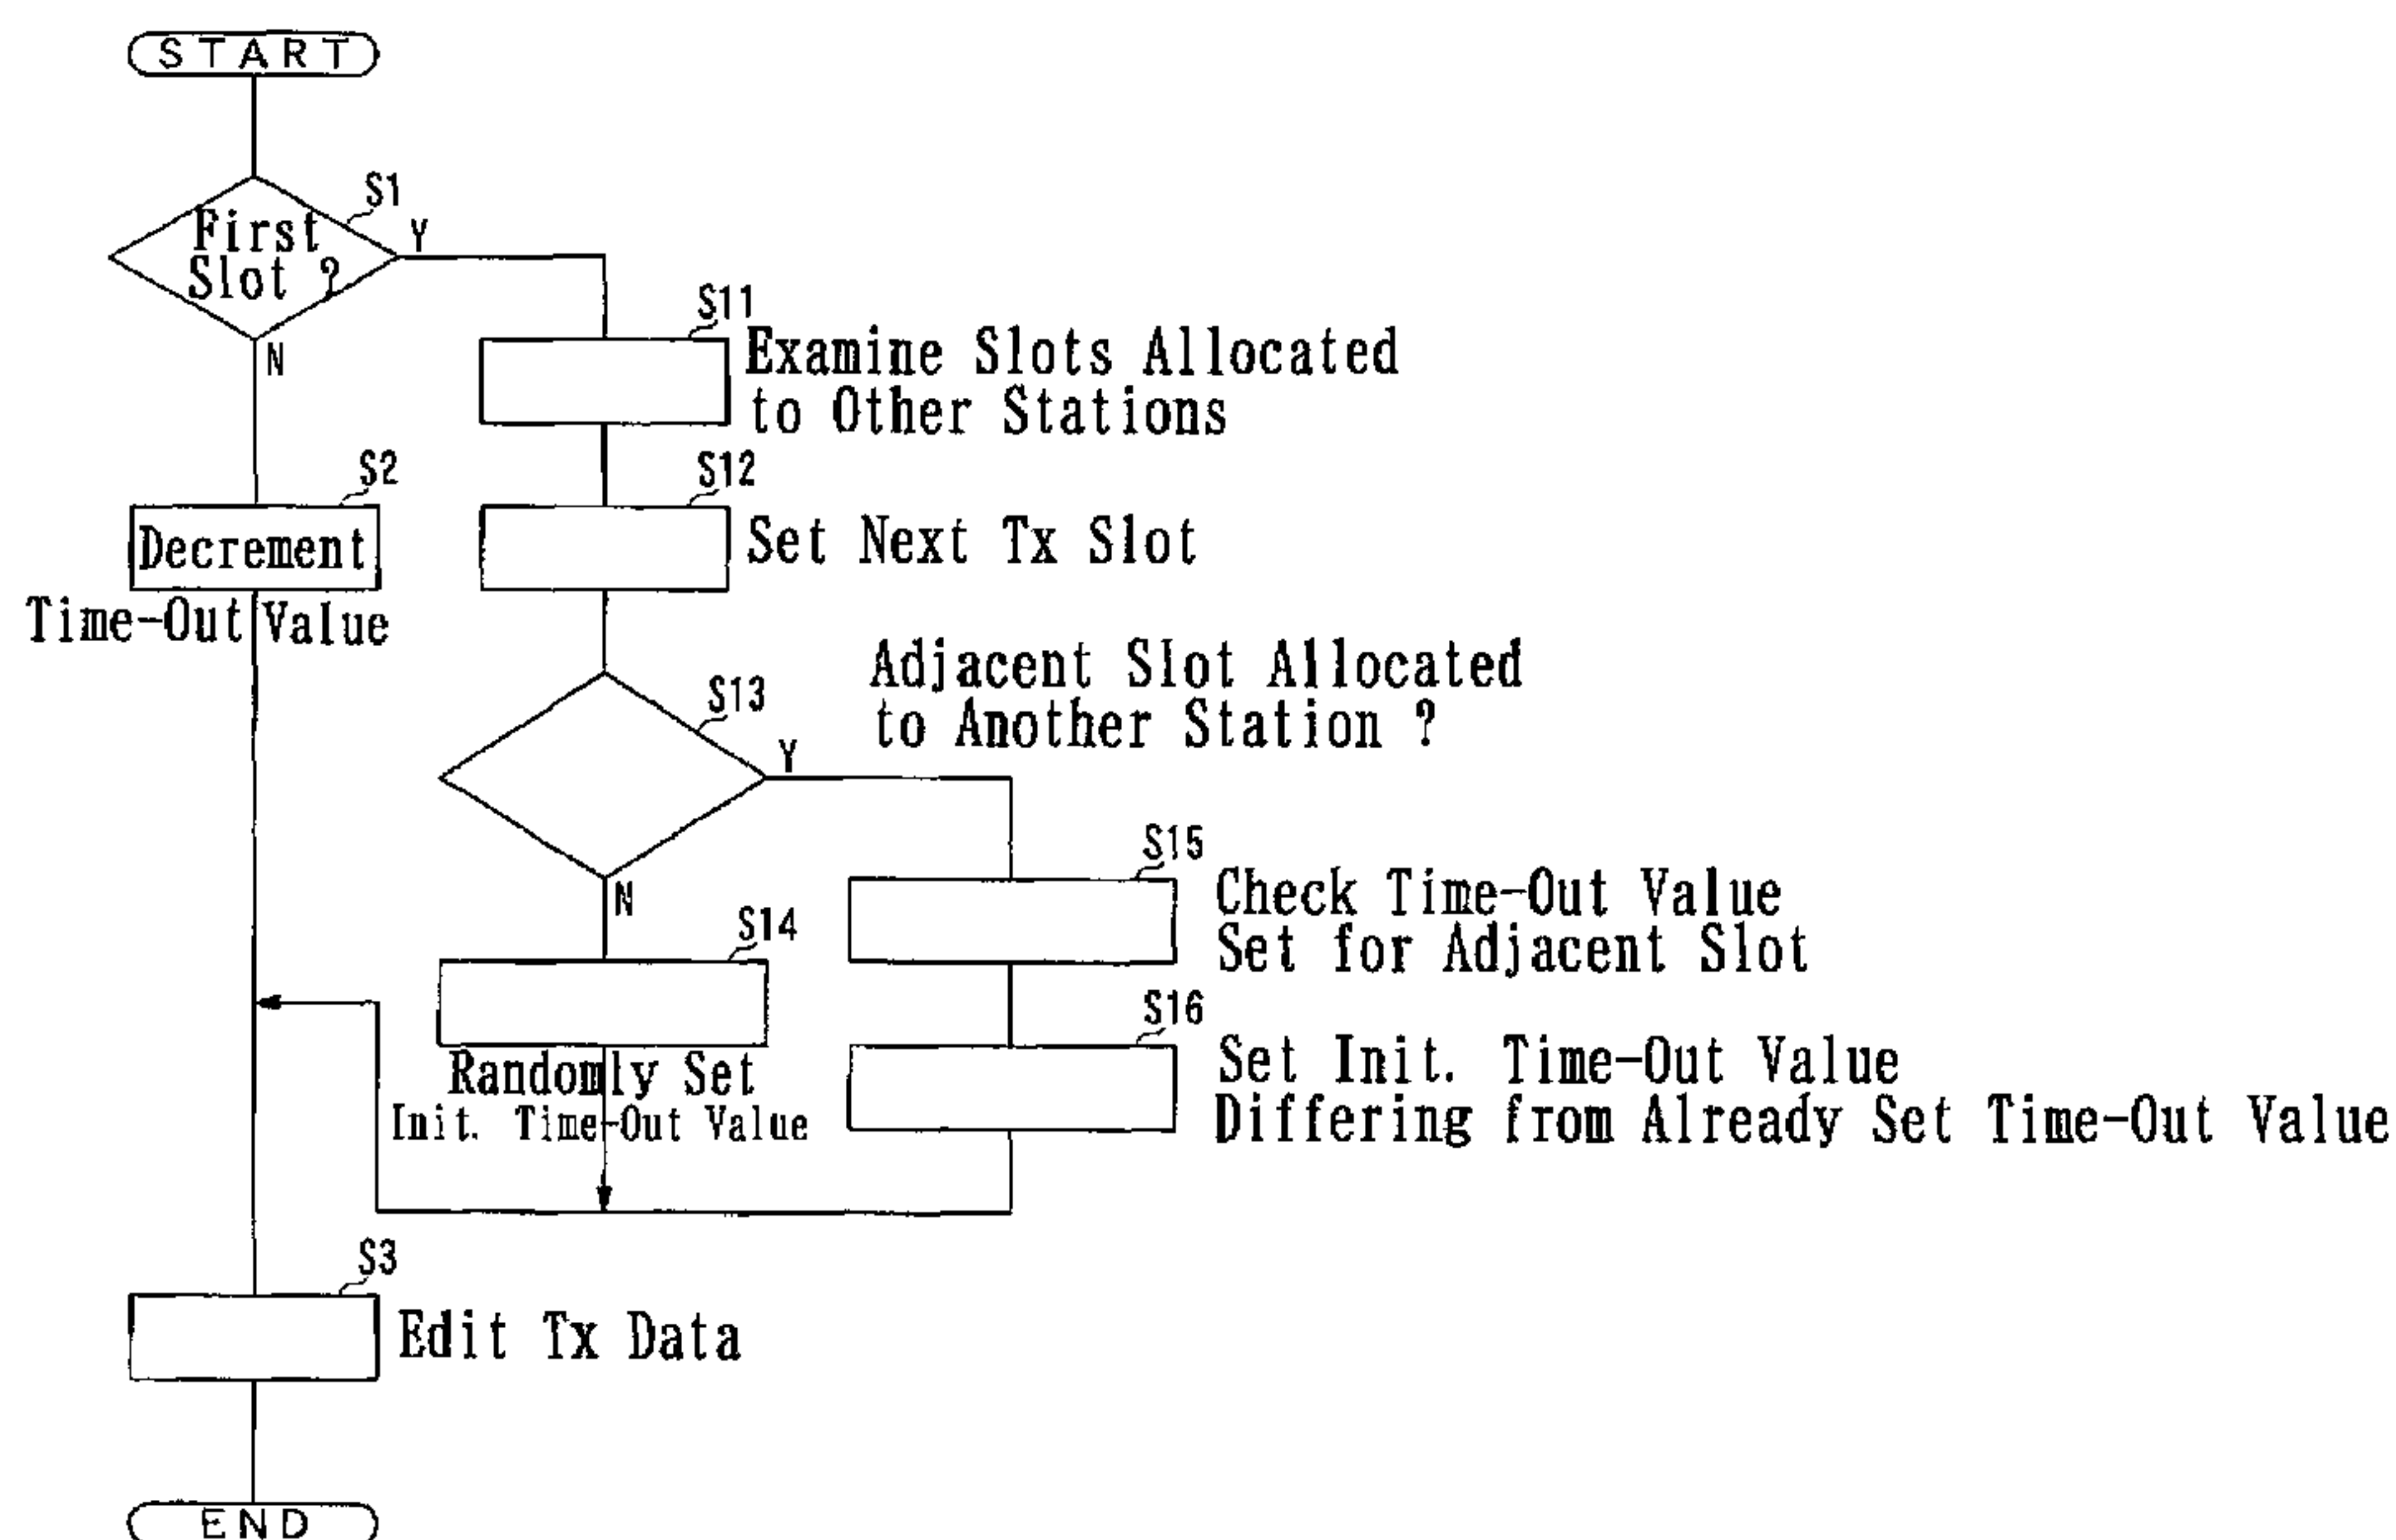 START
S1
First
Slot ?
Y
N
S11
Examine Slots Allocated
to Other Stations
S2
Decrement
Time-Out Value
S12
Set Next Tx Slot
S13
Adjacent Slot Allocated
to Another Station ?
Y
N
S15
Check Time-Out Value
Set for Adjacent Slot
S14
Randomly Set
Init. Time-Out Value
S16
Set Init. Time-Out Value
Differing from Already Set Time-Out Value
S3
Edit Tx Data
END